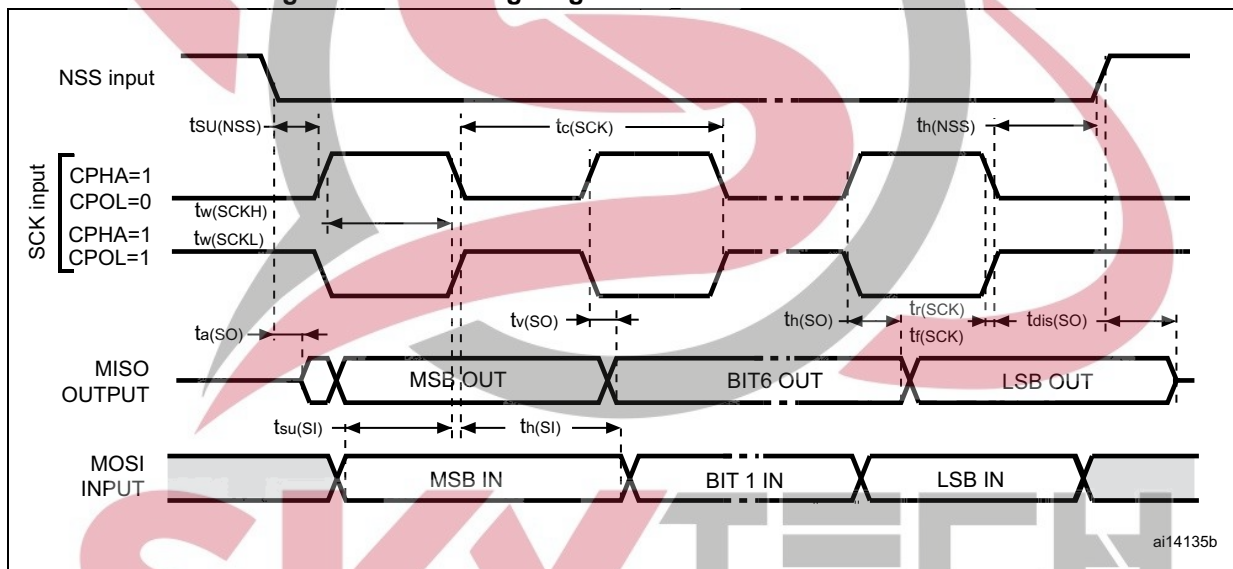 NSS input
tSU(NSS)
tc(SCK)
th(NSS)
SCK input
CPHA=1
CPOL=0
tw(SCKH)
CPHA=1
tw(SCKL)
CPOL=1
ta(SO)
tv(SO)
th(SO)
tr(SCK)
tf(SCK)
tdis(SO)
MISO
OUTPUT
MSB OUT
BIT6 OUT
LSB OUT
tsu(SI)
th(SI)
MOSI
INPUT
MSB IN
BIT 1 IN
LSB IN
SKYTECH
ai14135b